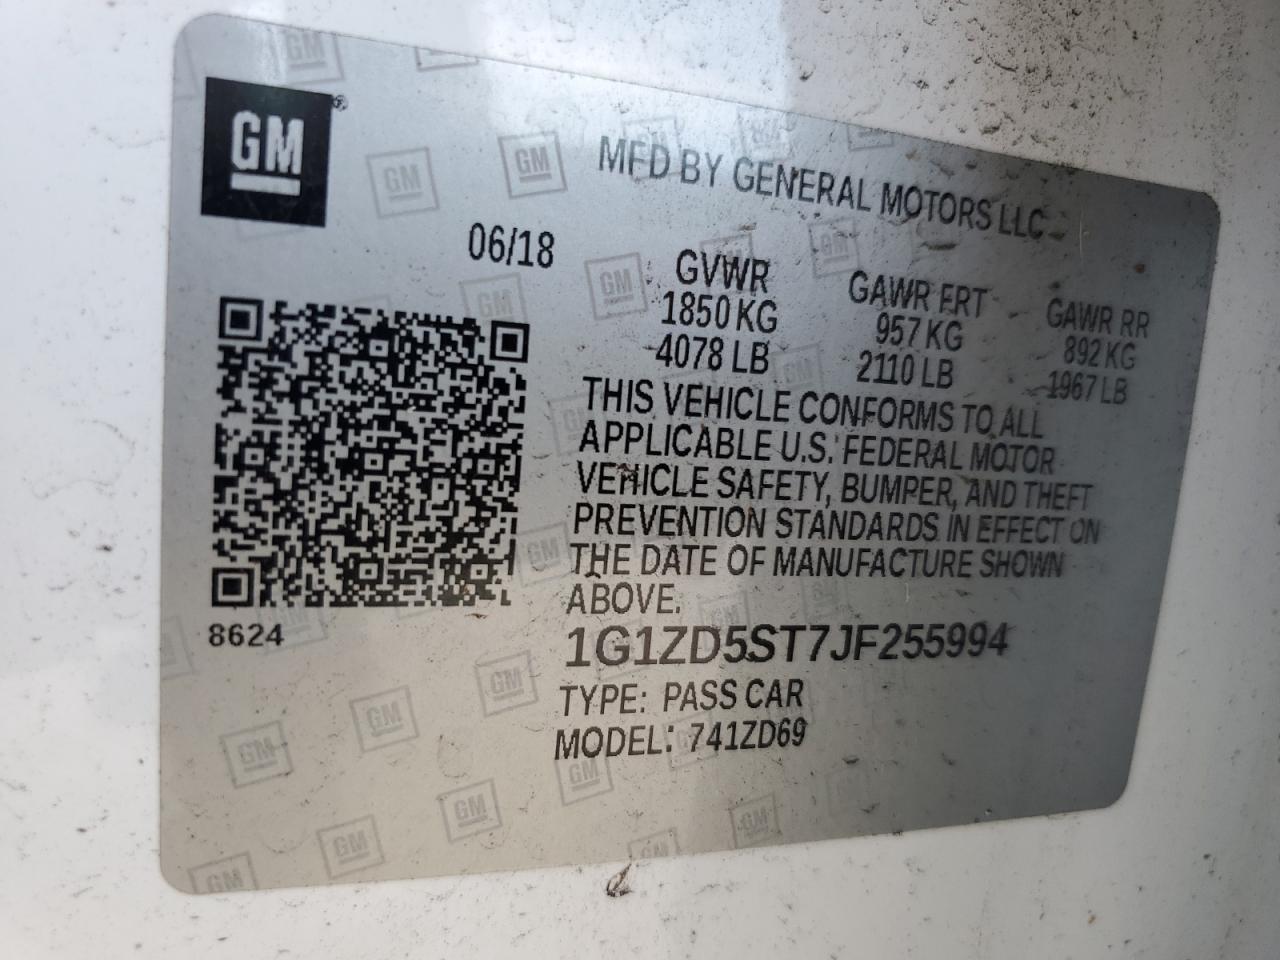 GM
MFD BY GENERAL MOTORS LLC
06/18
GVWR GAWR FRT GAWR RR
1850 KG 957 KG 892 KG
4078 LB 2110 LB 1967 LB
THIS VEHICLE CONFORMS TO ALL
APPLICABLE U.S. FEDERAL MOTOR
VEHICLE SAFETY, BUMPER, AND THEFT
PREVENTION STANDARDS IN EFFECT ON
THE DATE OF MANUFACTURE SHOWN
ABOVE.
8624
1G1ZD5ST7JF255994
TYPE: PASS CAR
MODEL: 741ZD69